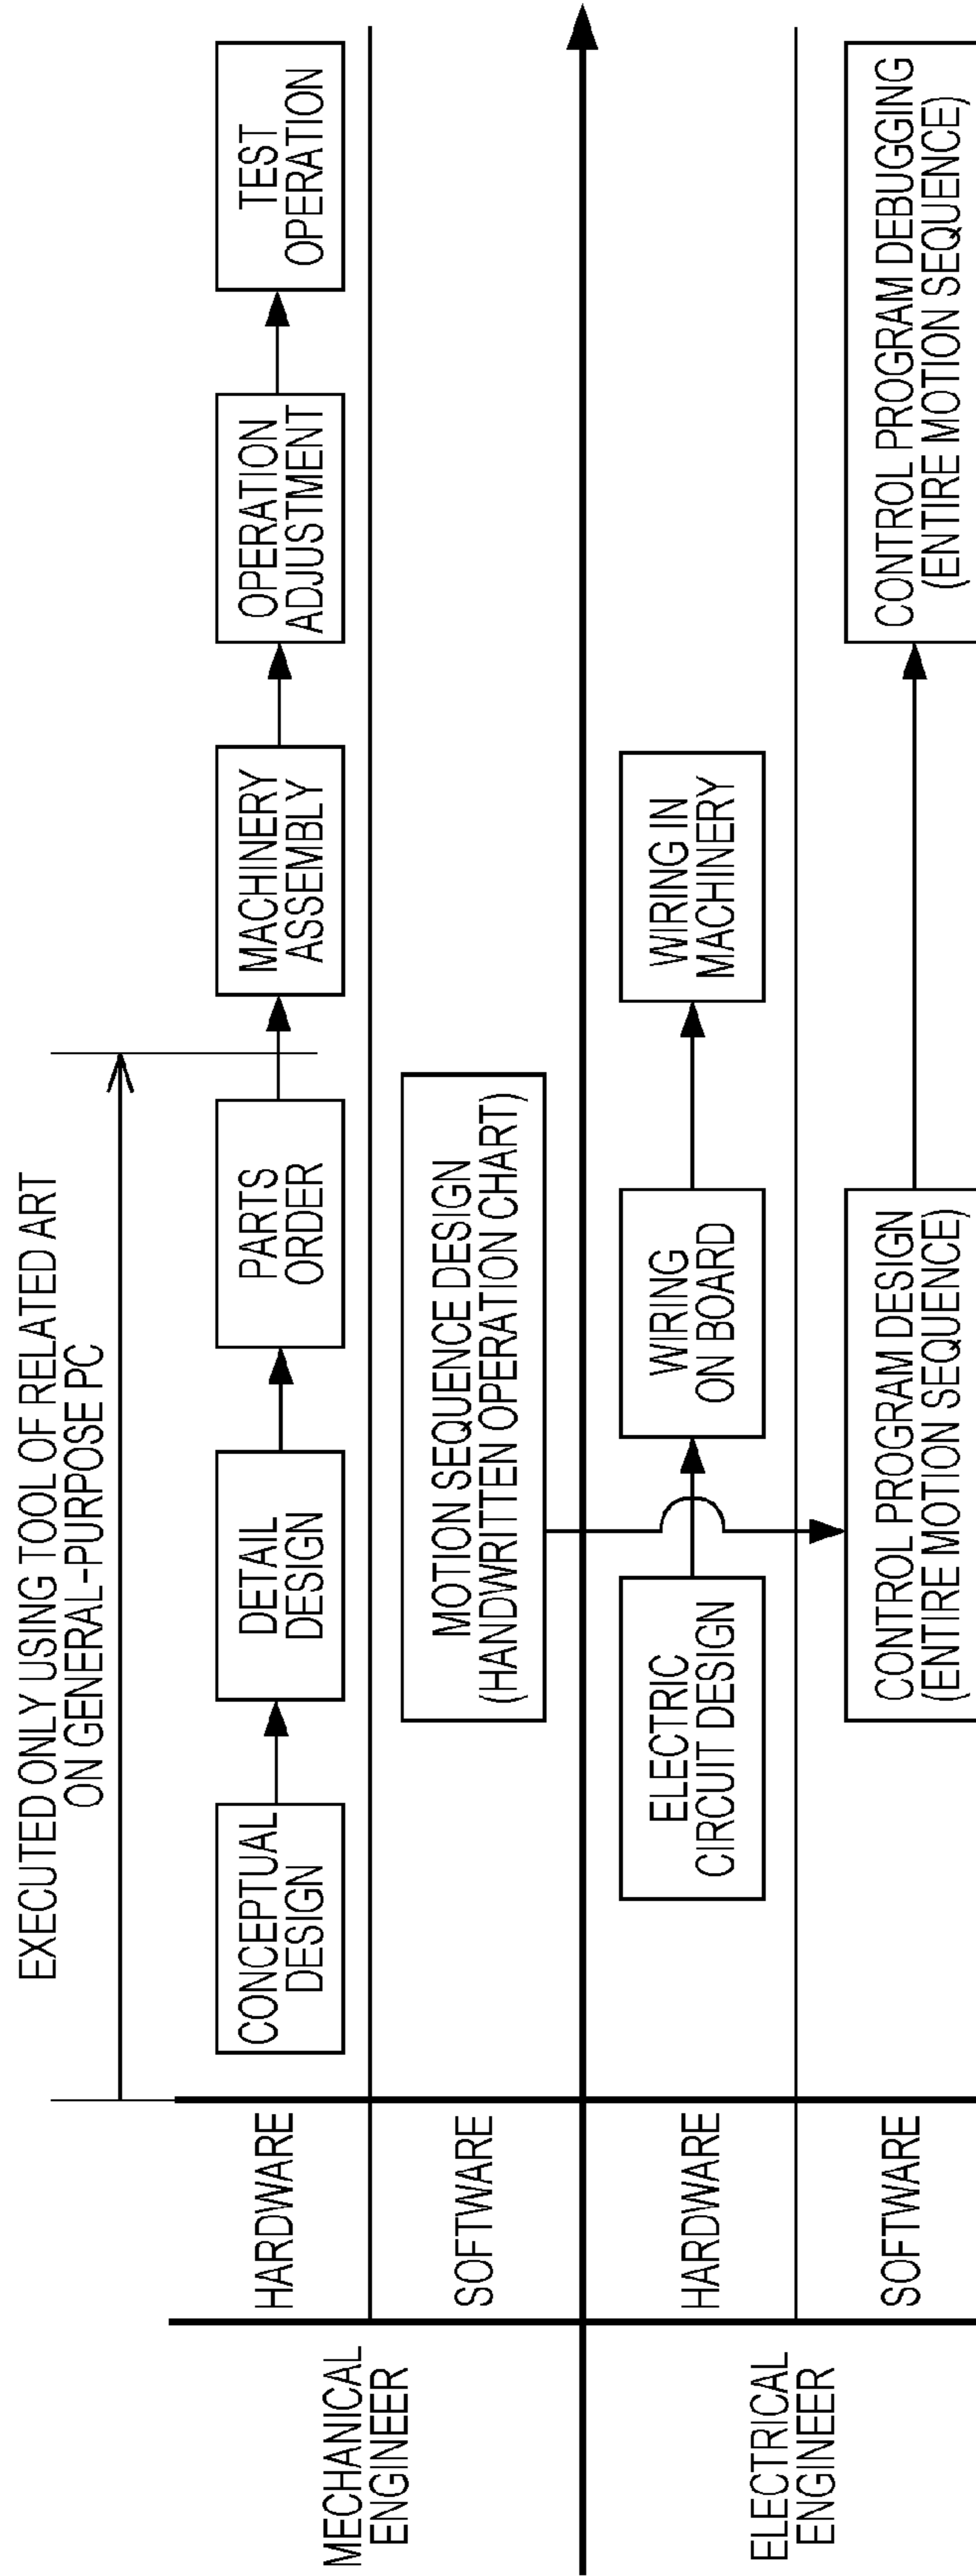 EXECUTED ONLY USING TOOL OF RELATED ART
ON GENERAL-PURPOSE PC
MECHANICAL
ENGINEER
HARDWARE
CONCEPTUAL
DESIGN
DETAIL
DESIGN
PARTS
ORDER
MACHINERY
ASSEMBLY
OPERATION
ADJUSTMENT
TEST
OPERATION
SOFTWARE
MOTION SEQUENCE DESIGN
(HANDWRITTEN OPERATION CHART)
ELECTRICAL
ENGINEER
HARDWARE
ELECTRIC
CIRCUIT DESIGN
WIRING
ON BOARD
WIRING IN
MACHINERY
SOFTWARE
CONTROL PROGRAM DESIGN
(ENTIRE MOTION SEQUENCE)
CONTROL PROGRAM DEBUGGING
(ENTIRE MOTION SEQUENCE)